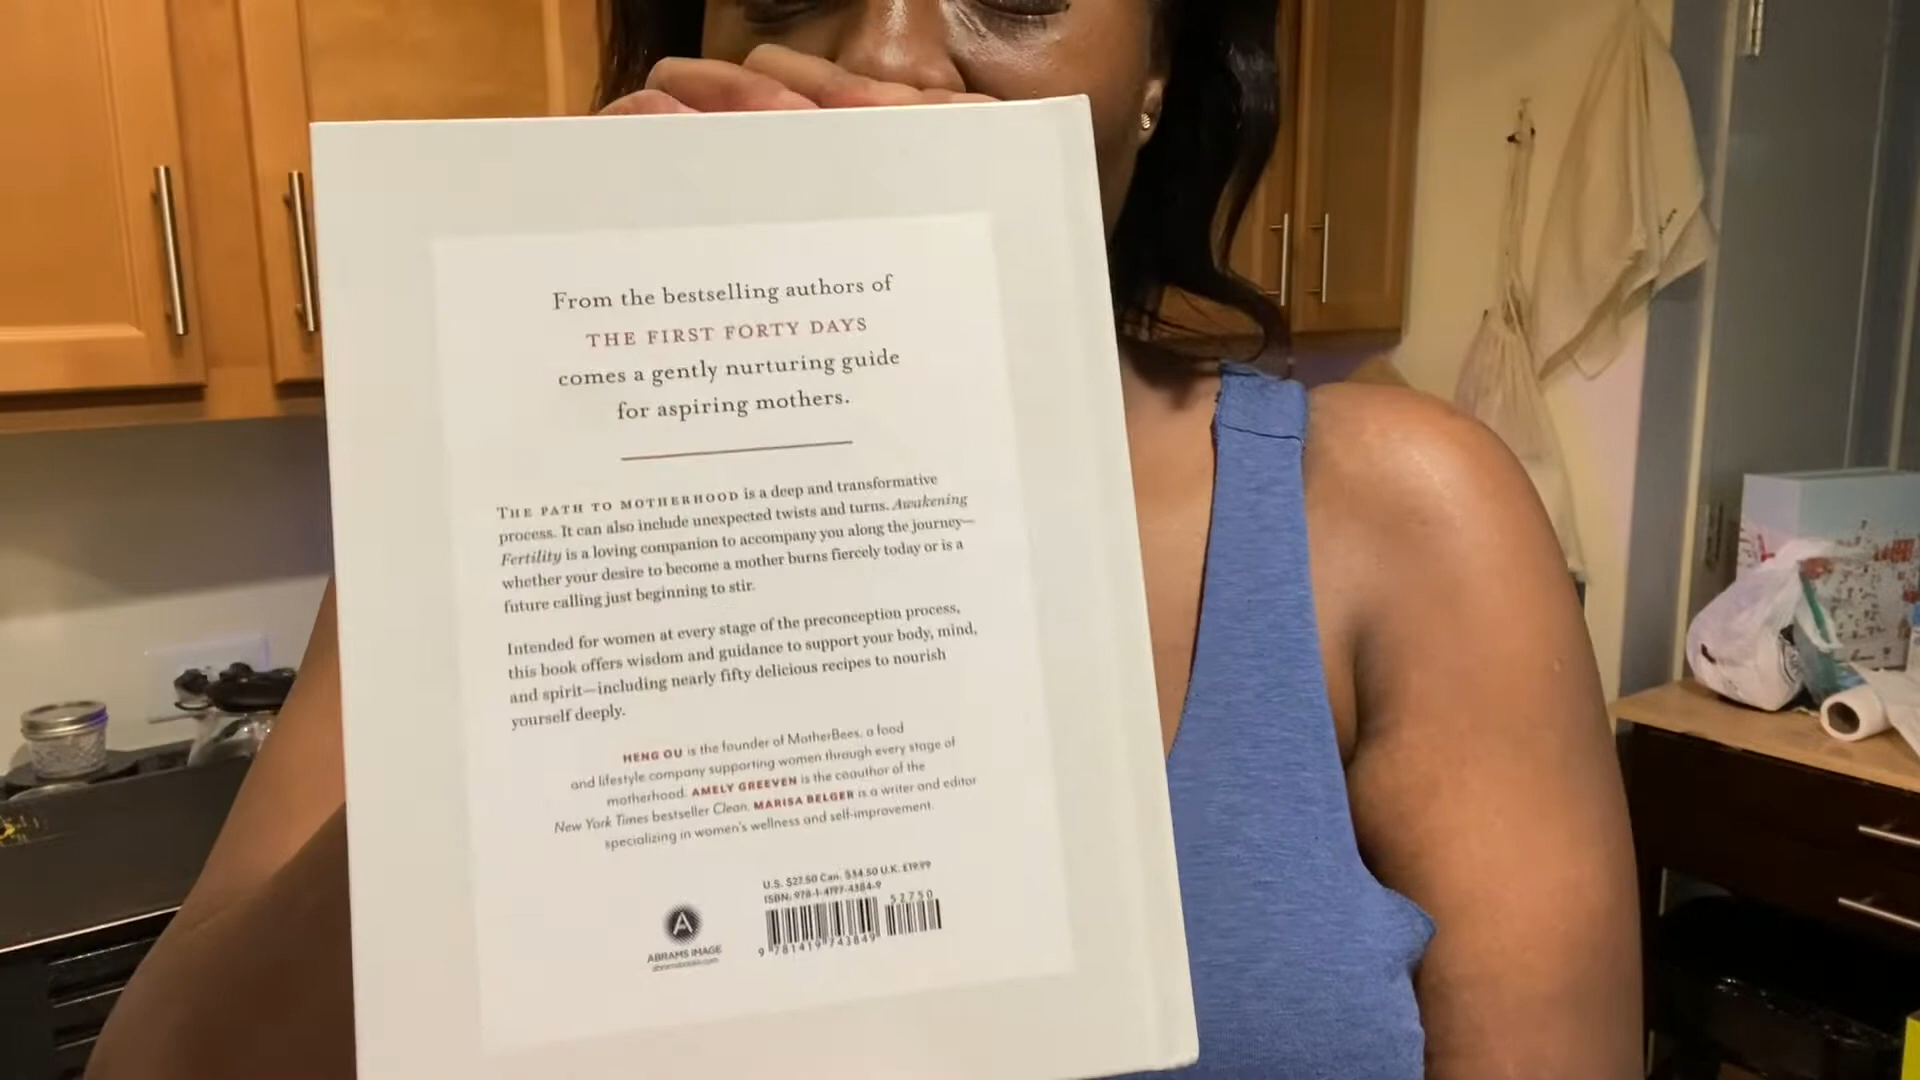 From the bestselling authors of
THE FIRST FORTY DAYS
comes a gently nurturing guide
for aspiring mothers.
THE PATH TO MOTHERHOOD is a deep and transformative
process. It can also include unexpected twists and turns. Awakening
Fertility is a loving companion to accompany you along the journey—
whether your desire to become a mother burns fiercely today or is a
future calling just beginning to stir.
Intended for women at every stage of the preconception process,
this book offers wisdom and guidance to support your body, mind,
and spirit—including nearly fifty delicious recipes to nourish
yourself deeply.
HENG OU is the founder of MotherBees, a food
and lifestyle company supporting women through every stage of
motherhood. AMELY GREEVEN is the coauthor of the
New York Times bestseller Clean. MARISA BELGER is a writer and editor
specializing in women's wellness and self-improvement.
U.S. $27.50 Can. $34.50 U.K. £19.99
ISBN: 978-1-4197-4384-9
52750
9 781419 743849
A
ABRAMS IMAGE